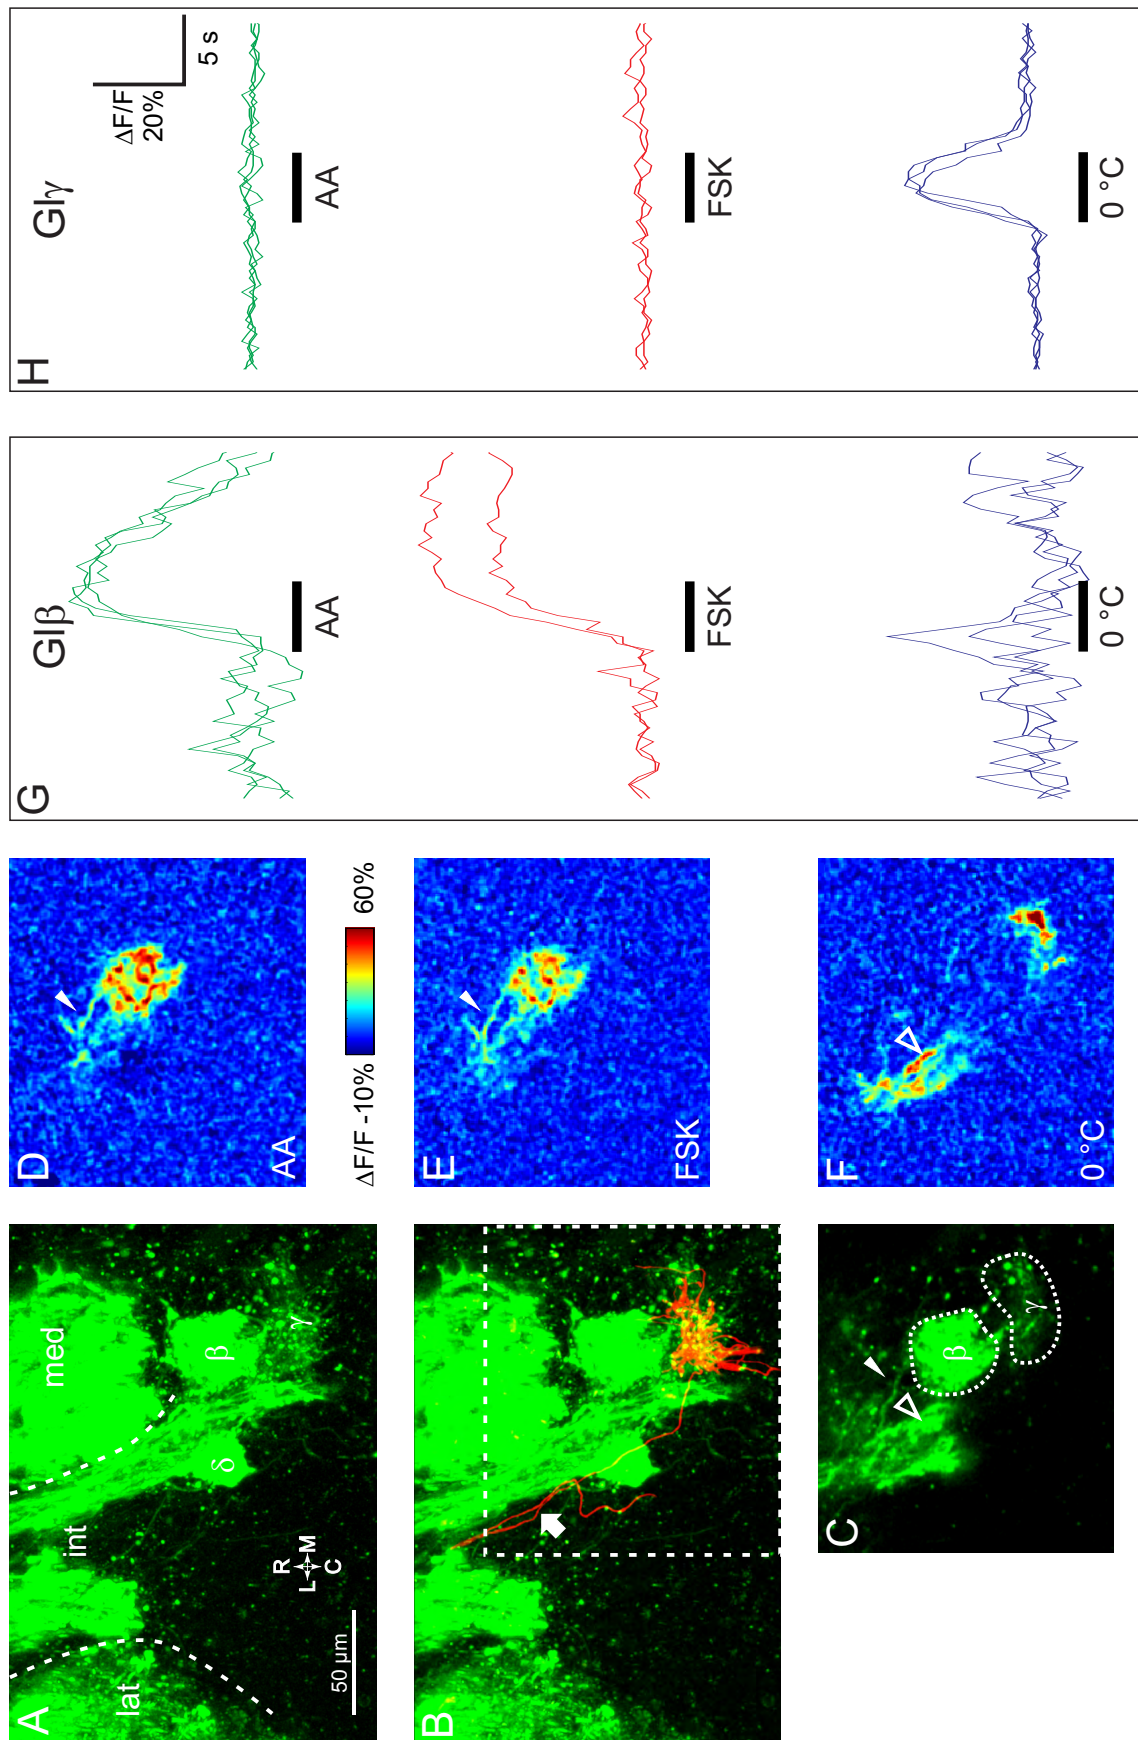 A
lat
int
med
δ
β
γ
R
L M
C
50 µm
B
C
β
γ
D
AA
ΔF/F -10% 60%
E
FSK
F
0 °C
G
Glβ
AA
FSK
0 °C
H
Glγ
ΔF/F
20%
5 s
AA
FSK
0 °C